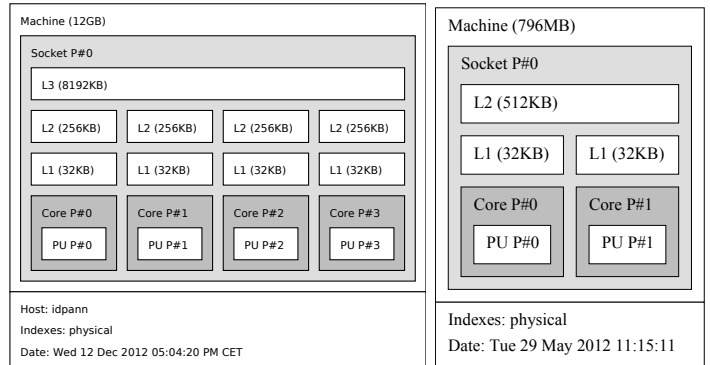 Machine (12GB)
Socket P#0
L3 (8192KB)
L2 (256KB) L2 (256KB) L2 (256KB) L2 (256KB)
L1 (32KB) L1 (32KB) L1 (32KB) L1 (32KB)
Core P#0 Core P#1 Core P#2 Core P#3
PU P#0 PU P#1 PU P#2 PU P#3
Host: idpann
Indexes: physical
Date: Wed 12 Dec 2012 05:04:20 PM CET
Machine (796MB)
Socket P#0
L2 (512KB)
L1 (32KB) L1 (32KB)
Core P#0 Core P#1
PU P#0 PU P#1
Indexes: physical
Date: Tue 29 May 2012 11:15:11